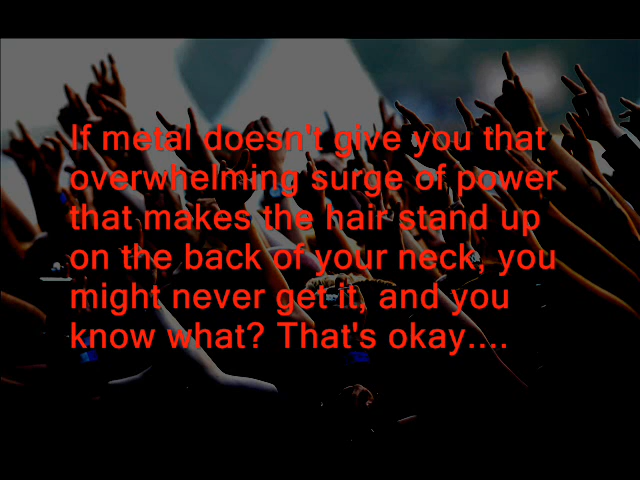 If metal doesn't give you that
overwhelming surge of power
that makes the hair stand up
on the back of your neck, you
might never get it, and you
know what? That's okay....